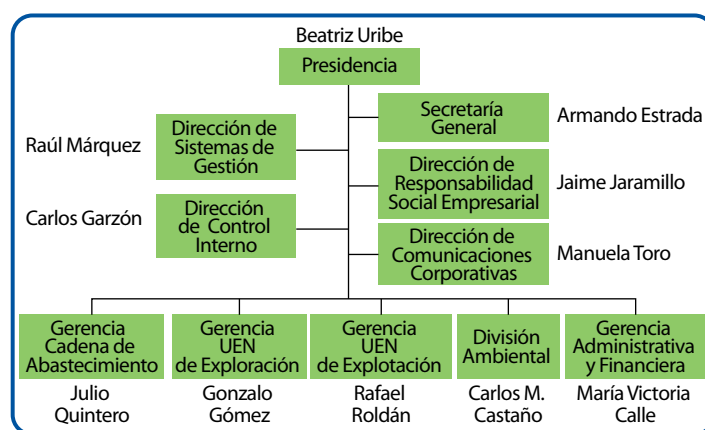 Beatriz Uribe
Presidencia
Secretaría
General
Armando Estrada
Raúl Márquez
Dirección de
Sistemas de
Gestión
Dirección de
Responsabilidad
Social Empresarial
Jaime Jaramillo
Carlos Garzón
Dirección
de Control
Interno
Dirección de
Comunicaciones
Corporativas
Manuela Toro
Gerencia
Cadena de
Abastecimiento
Julio
Quintero
Gerencia
UEN
de Exploración
Gonzalo
Gómez
Gerencia
UEN
de Explotación
Rafael
Roldán
División
Ambiental
Carlos M.
Castaño
Gerencia
Administrativa
y Financiera
María Victoria
Calle